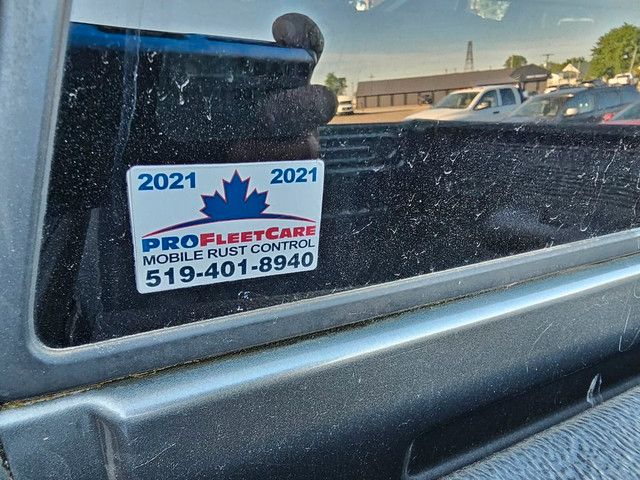 2021 2021
PROFLEETCARE
MOBILE RUST CONTROL
519-401-8940